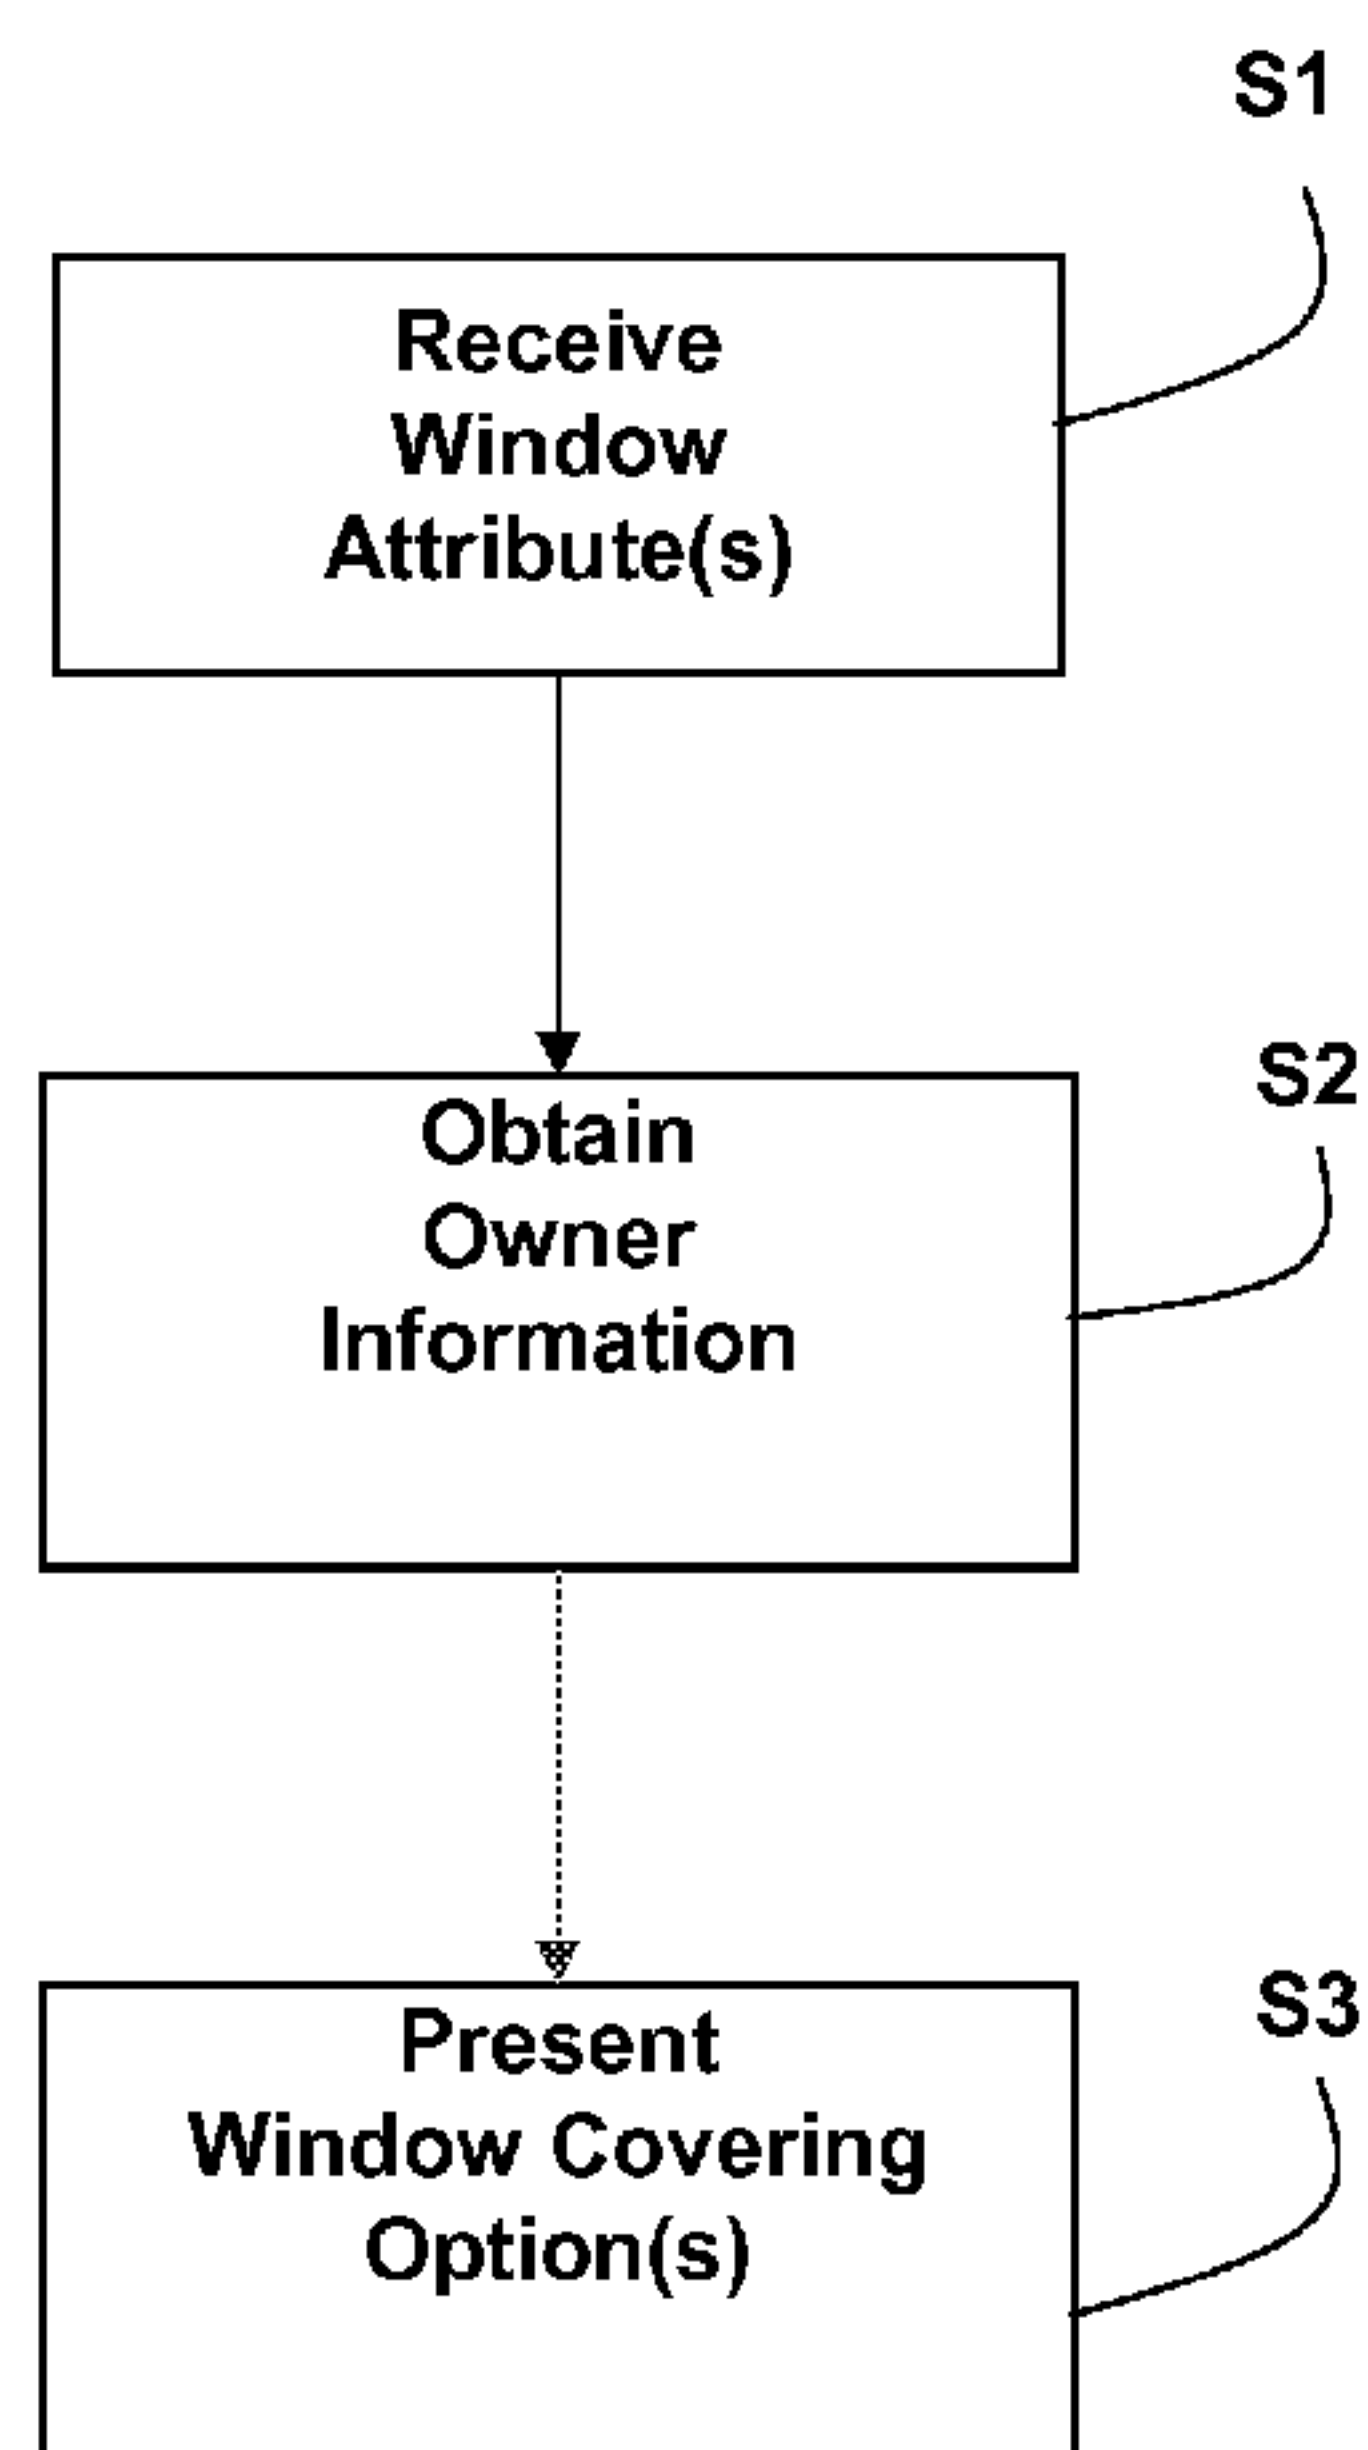 S1
Receive
Window
Attribute(s)
S2
Obtain
Owner
Information
S3
Present
Window Covering
Option(s)